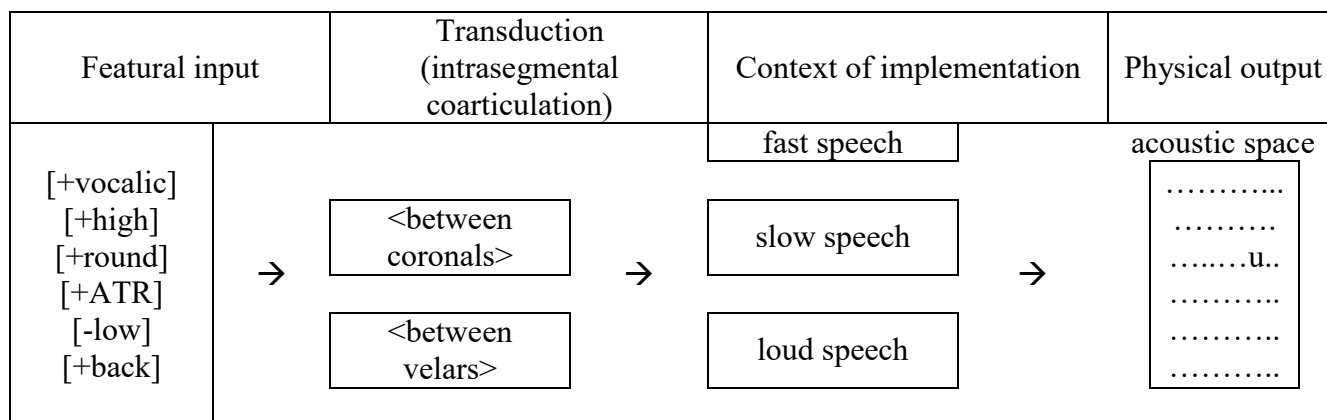 Featural input
Transduction
(intrasegmental
coarticulation)
Context of implementation
Physical output
[+vocalic]
[+high]
[+round]
[+ATR]
[-low]
[+back]
→
<between
coronals>
<between
velars>
→
fast speech
slow speech
loud speech
→
acoustic space
………...
……….
…..….u..
………..
………..
………..